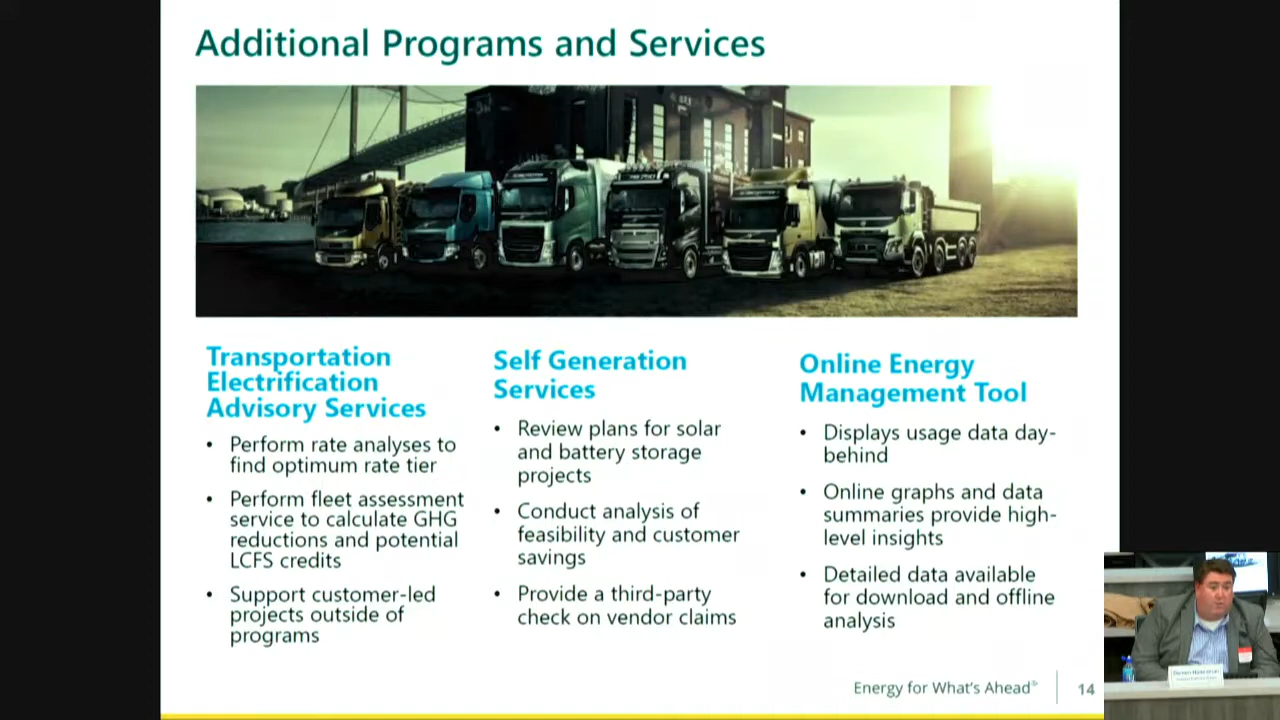 Additional Programs and Services
Transportation
Electrification
Advisory Services
• Perform rate analyses to
find optimum rate tier
• Perform fleet assessment
service to calculate GHG
reductions and potential
LCFS credits
• Support customer-led
projects outside of
programs
Self Generation
Services
• Review plans for solar
and battery storage
projects
• Conduct analysis of
feasibility and customer
savings
• Provide a third-party
check on vendor claims
Online Energy
Management Tool
• Displays usage data day-
behind
• Online graphs and data
summaries provide high-
level insights
• Detailed data available
for download and offline
analysis
Energy for What's Ahead
14